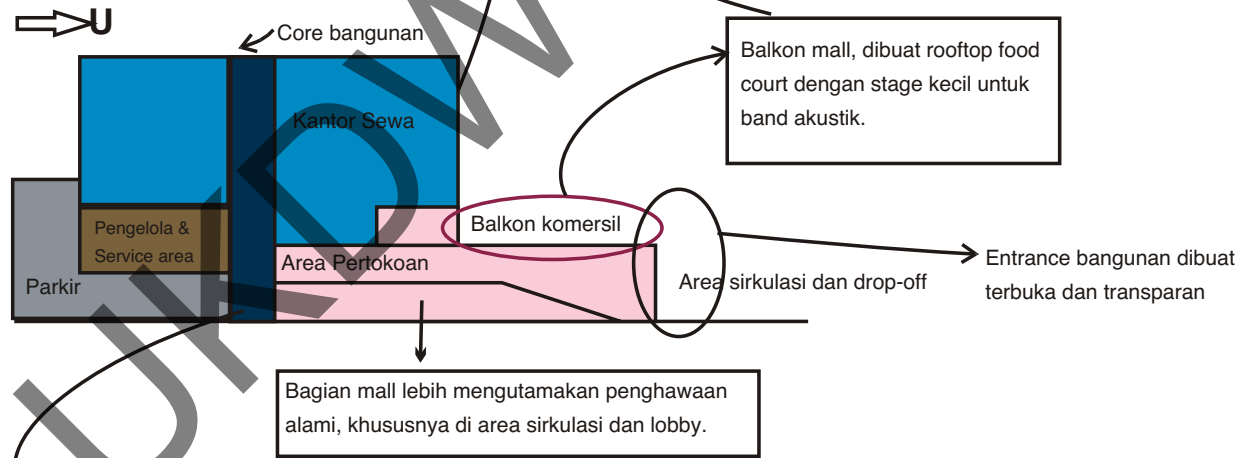 U
Core bangunan
Balkon mall, dibuat rooftop food
court dengan stage kecil untuk
band akustik.
Kantor Sewa
Pengelola &
Service area
Balkon komersil
Area Pertokoan
Parkir
Area sirkulasi dan drop-off
Entrance bangunan dibuat
terbuka dan transparan
Bagian mall lebih mengutamakan penghawaan
alami, khususnya di area sirkulasi dan lobby.
UKDW